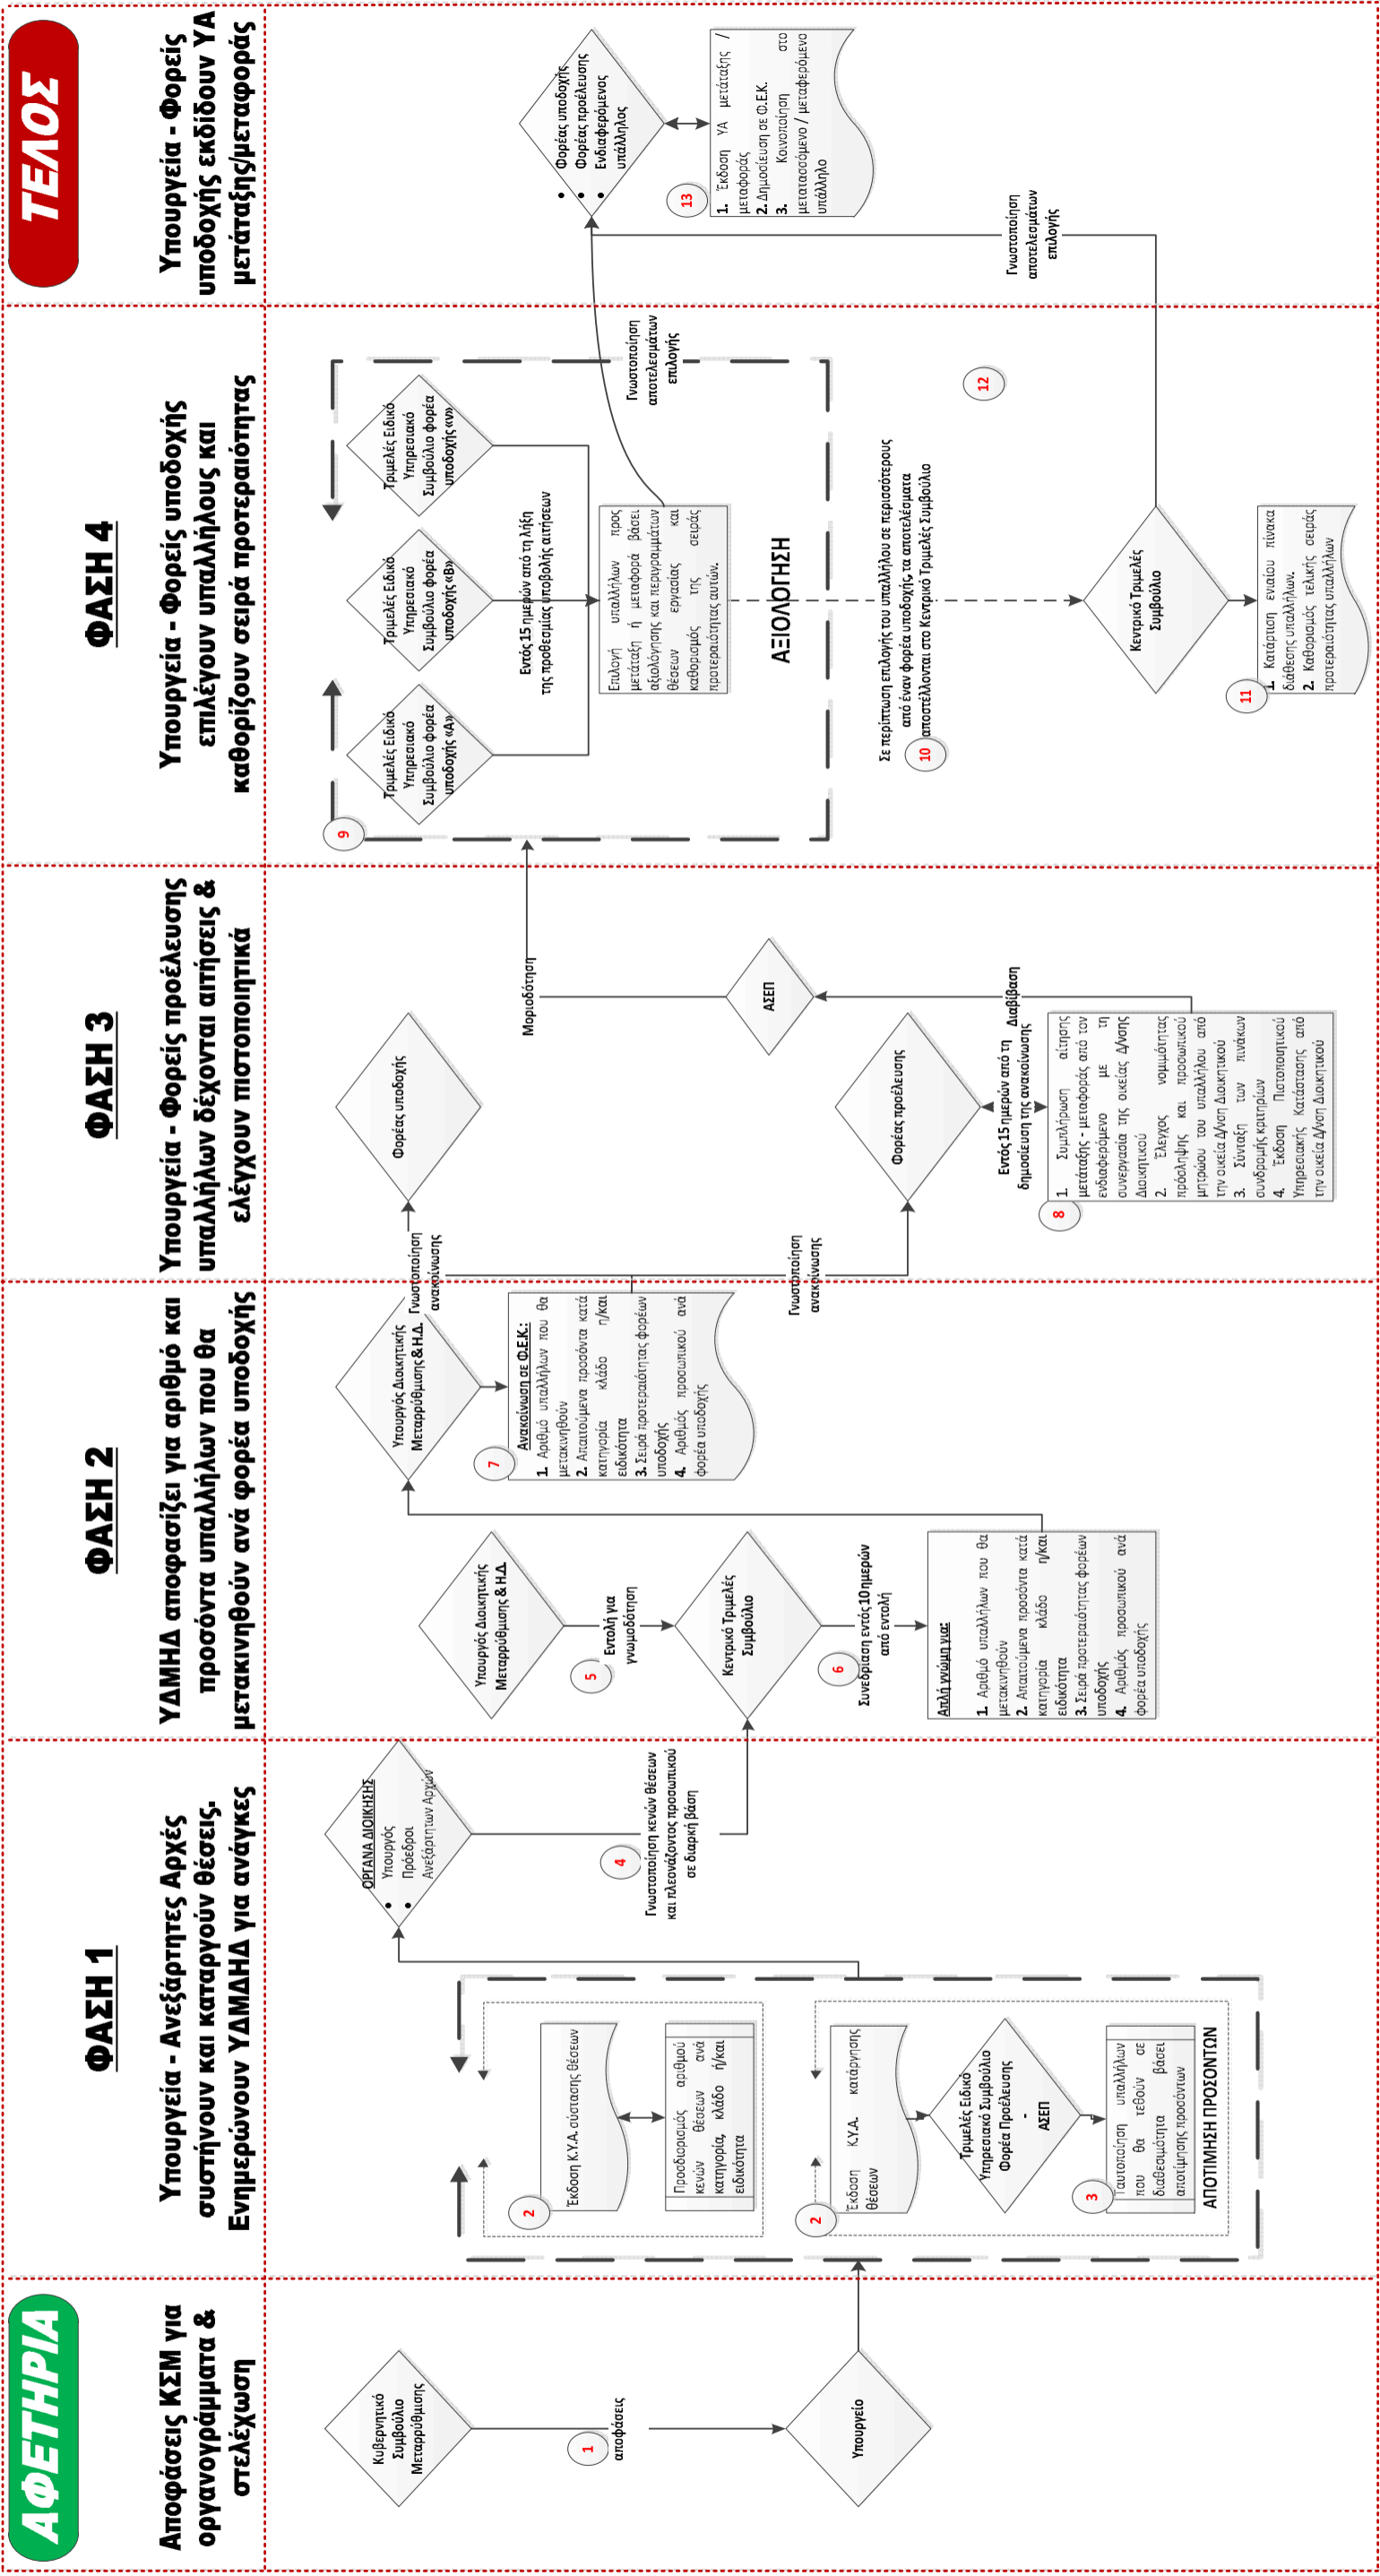 ΑΦΕΤΗΡΙΑ
Αποφάσεις ΚΣΜ για
οργανογράμματα &
στελέχωση
Κυβερνητικό
Συμβούλιο
Μεταρρύθμισης
1
αποφάσεις
Υπουργείο
ΦΑΣΗ 1
Υπουργεία - Ανεξάρτητες Αρχές
συστήνουν και καταργούν θέσεις.
Ενημερώνουν ΥΔΜΑΗΔ για ανάγκες
2
Έκδοση Κ.Υ.Α. σύστασης θέσεων
Προσδιορισμός αριθμού
κενών θέσεων ανά
κατηγορία, κλάδο ή/και
ειδικότητα
2
Έκδοση Κ.Υ.Α. κατάργησης
θέσεων
Τριμελές Ειδικό
Υπηρεσιακό Συμβούλιο
Φορέα Προέλευσης
-
ΑΣΕΠ
3
Ταυτοποίηση υπαλλήλων
που θα τεθούν σε
διαθεσιμότητα βάσει
αποτίμησης προσόντων
ΑΠΟΤΙΜΗΣΗ ΠΡΟΣΟΝΤΩΝ
ΟΡΓΑΝΑ ΔΙΟΙΚΗΣΗΣ
• Υπουργός
• Πρόεδροι
Ανεξάρτητων Αρχών
4
Γνωστοποίηση κενών θέσεων
και πλεονάζοντος προσωπικού
σε διαρκή βάση
ΦΑΣΗ 2
ΥΔΜΗΔ αποφασίζει για αριθμό και
προσόντα υπαλλήλων που θα
μετακινηθούν ανά φορέα υποδοχής
Υπουργός Διοικητικής
Μεταρρύθμισης & Η.Δ.
5
Εντολή για
γνωμοδότηση
Κεντρικό Τριμελές
Συμβούλιο
6
Συνεδρίαση εντός 10 ημερών
από εντολή
Απλή γνώμη για:
1. Αριθμό υπαλλήλων που θα
μετακινηθούν
2. Απαιτούμενα προσόντα κατά
κατηγορία κλάδο η/και
ειδικότητα
3. Σειρά προτεραιότητας φορέων
υποδοχής
4. Αριθμός προσωπικού ανά
φορέα υποδοχής
Υπουργός Διοικητικής
Μεταρρύθμισης & Η.Δ.
7
Ανακοίνωση σε Φ.Ε.Κ.:
1. Αριθμό υπαλλήλων που θα
μετακινηθούν
2. Απαιτούμενα προσόντα κατά
κατηγορία κλάδο η/και
ειδικότητα
3. Σειρά προτεραιότητας φορέων
υποδοχής
4. Αριθμός προσωπικού ανά
φορέα υποδοχής
Γνωστοποίηση
ανακοίνωσης
Γνωστοποίηση
ανακοίνωσης
ΦΑΣΗ 3
Υπουργεία - Φορείς προέλευσης
υπαλλήλων δέχονται αιτήσεις &
ελέγχουν πιστοποιητικά
Φορέας υποδοχής
Φορέας προέλευσης
Εντός 15 ημερών από τη
δημοσίευση της ανακοίνωσης
8
1. Συμπλήρωση αίτησης
μετάταξης - μεταφοράς από τον
ενδιαφερόμενο με τη
συνεργασία της οικείας Δ/νσης
Διοικητικού
2. Έλεγχος νομιμότητας
πρόσληψης και προσωπικού
μητρώου του υπαλλήλου από
την οικεία Δ/νση Διοικητικού
3. Σύνταξη των πινάκων
συνδρομής κριτηρίων
4. Έκδοση Πιστοποιητικού
Υπηρεσιακής Κατάστασης από
την οικεία Δ/νση Διοικητικού
Διαβίβαση
ΑΣΕΠ
Μοριοδότηση
ΦΑΣΗ 4
Υπουργεία - Φορείς υποδοχής
επιλέγουν υπαλλήλους και
καθορίζουν σειρά προτεραιότητας
9
Τριμελές Ειδικό
Υπηρεσιακό
Συμβούλιο φορέα
υποδοχής «Α»
Τριμελές Ειδικό
Υπηρεσιακό
Συμβούλιο φορέα
υποδοχής «Β»
Τριμελές Ειδικό
Υπηρεσιακό
Συμβούλιο φορέα
υποδοχής «ν»
Εντός 15 ημερών από τη λήξη
της προθεσμίας υποβολής αιτήσεων
Επιλογή υπαλλήλων προς
μετάταξη ή μεταφορά βάσει
αξιολόγησης και περιγραμμάτων
θέσεων εργασίας και
καθορισμός της σειράς
προτεραιότητας αυτών.
ΑΞΙΟΛΟΓΗΣΗ
Γνωστοποίηση
αποτελεσμάτων
επιλογής
Σε περίπτωση επιλογής του υπαλλήλου σε περισσότερους
από έναν φορέα υποδοχής, τα αποτελέσματα
αποστέλλονται στο Κεντρικό Τριμελές Συμβούλιο
10
12
Κεντρικό Τριμελές
Συμβούλιο
11
1. Κατάρτιση ενιαίου πίνακα
διάθεσης υπαλλήλων.
2. Καθορισμός τελικής σειράς
προτεραιότητας υπαλλήλων
ΤΕΛΟΣ
Υπουργεία - Φορείς
υποδοχής εκδίδουν ΥΑ
μετάταξης/μεταφοράς
• Φορέας υποδοχής
• Φορέας προέλευσης
• Ενδιαφερόμενος
υπάλληλος
13
1. Έκδοση ΥΑ μετάταξης /
μεταφοράς
2. Δημοσίευση σε Φ.Ε.Κ.
3. Κοινοποίηση στο
μετατασσόμενο / μεταφερόμενο
υπάλληλο
Γνωστοποίηση
αποτελεσμάτων
επιλογής